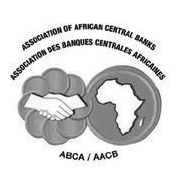 ASSOCIATION OF AFRICAN CENTRAL BANKS
ASSOCIATION DES BANQUES CENTRALES AFRICAINES
ABCA / AACB